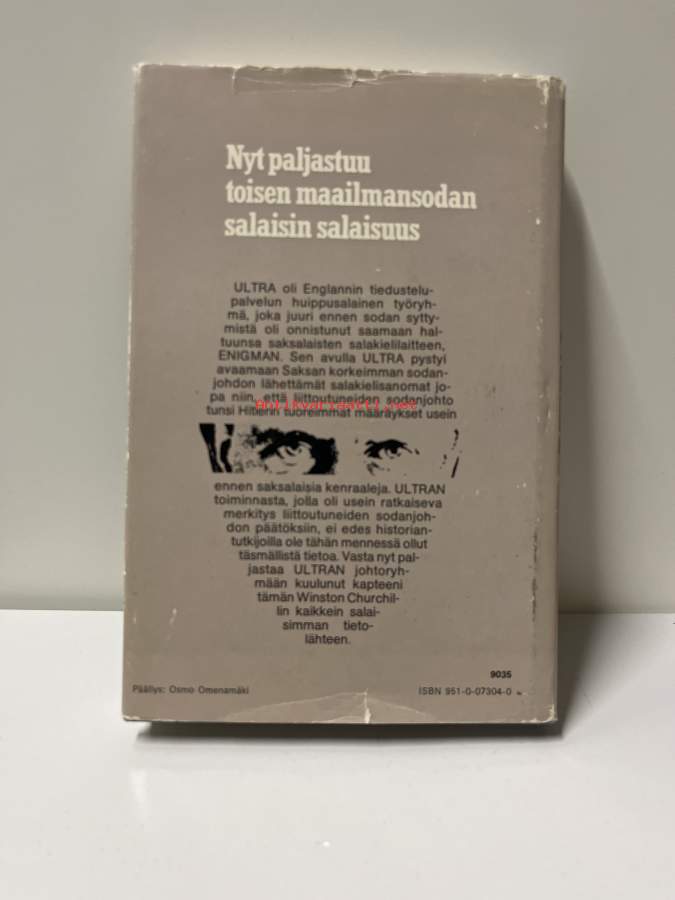 Nyt paljastuu
toisen maailmansodan
salaisin salaisuus
ULTRA oli Englannin tiedustelu-
palvelun huippusalainen työryh-
mä, joka juuri ennen sodan sytty-
mistä oli onnistunut saamaan hal-
tuunsa saksalaisten salakielilaitteen,
ENIGMAN. Sen avulla ULTRA pystyi
avaamaan Saksan korkeimman sodan-
johdon lähettämät salakielisanomat jo-
pa niin, että liittoutuneiden sodanjohto
Antikvariaatti.net
tunsi Hitlerin tuoreimmat määräykset usein
ennen saksalaisia kenraaleja. ULTRAN
toiminnasta, jolla oli usein ratkaiseva
merkitys liittoutuneiden sodanjoh-
don päätöksiin, ei edes historian-
tutkijoilla ole tähän mennessä ollut
täsmällistä tietoa. Vasta nyt pal-
jastaa ULTRAN johtoryh-
mään kuulunut kapteeni
tämän Winston Churchil-
lin kaikkein salai-
simman tieto-
lähteen.
9035
Päällys: Osmo Omenamäki
ISBN 951-0-07304-0